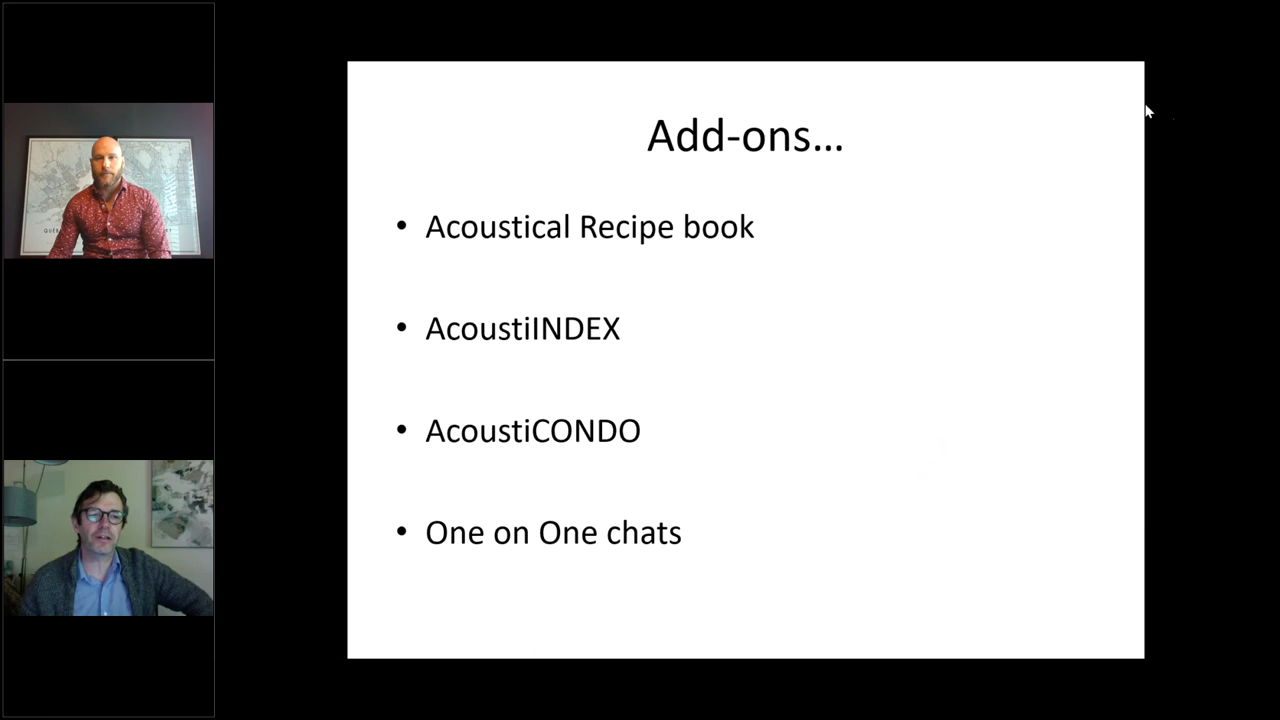 Add-ons...
• Acoustical Recipe book
• AcoustiINDEX
• AcoustiCONDO
• One on One chats